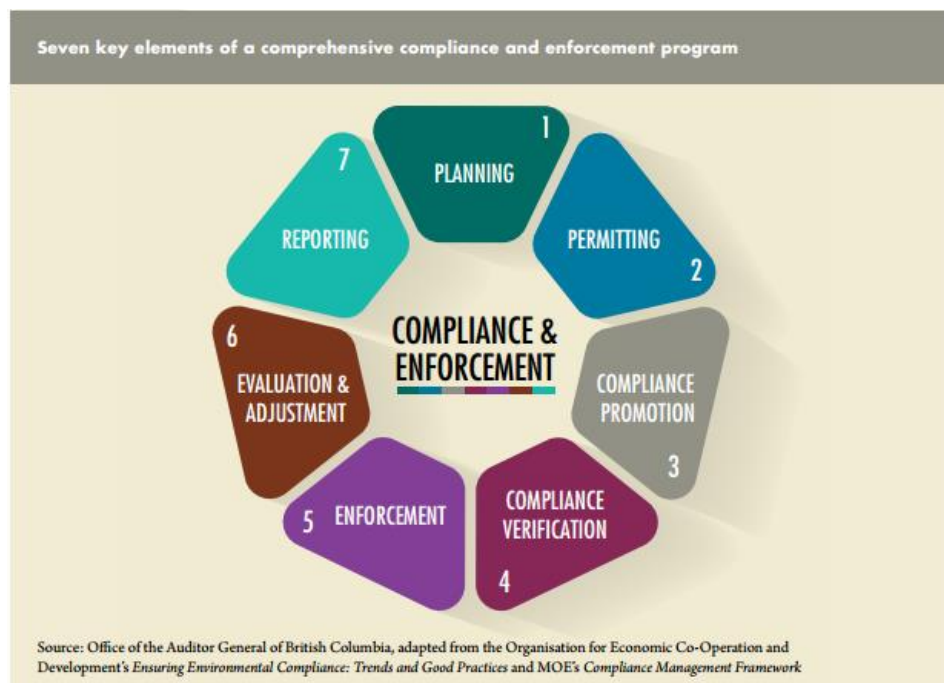 Seven key elements of a comprehensive compliance and enforcement program
1
PLANNING
PERMITTING
2
COMPLIANCE
PROMOTION
3
COMPLIANCE
VERIFICATION
4
5 ENFORCEMENT
6
EVALUATION &
ADJUSTMENT
7
REPORTING
COMPLIANCE &
ENFORCEMENT
Source: Office of the Auditor General of British Columbia, adapted from the Organisation for Economic Co-Operation and
Development's Ensuring Environmental Compliance: Trends and Good Practices and MOE's Compliance Management Framework